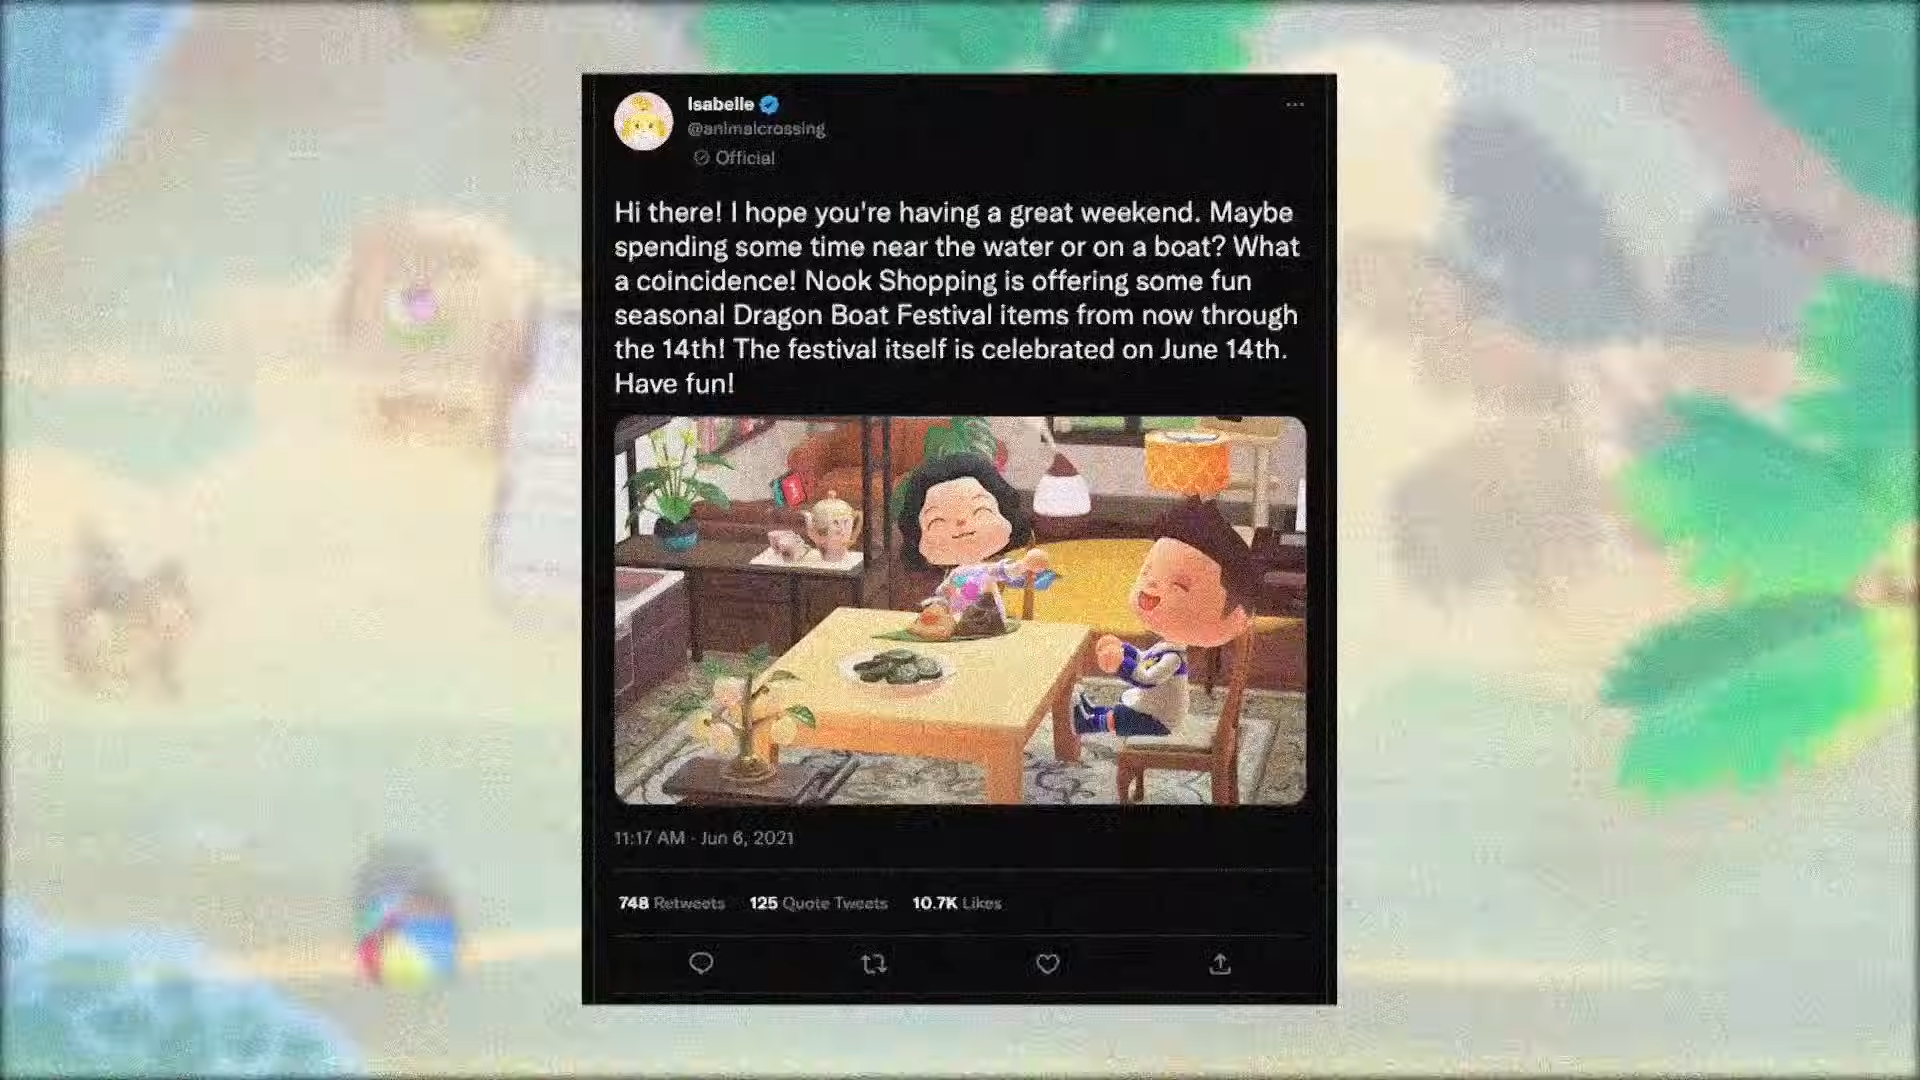 Isabelle
@animalcrossing
Official
Hi there! I hope you're having a great weekend. Maybe
spending some time near the water or on a boat? What
a coincidence! Nook Shopping is offering some fun
seasonal Dragon Boat Festival items from now through
the 14th! The festival itself is celebrated on June 14th.
Have fun!
11:17 AM · Jun 6, 2021
748 Retweets 125 Quote Tweets 10.7K Likes